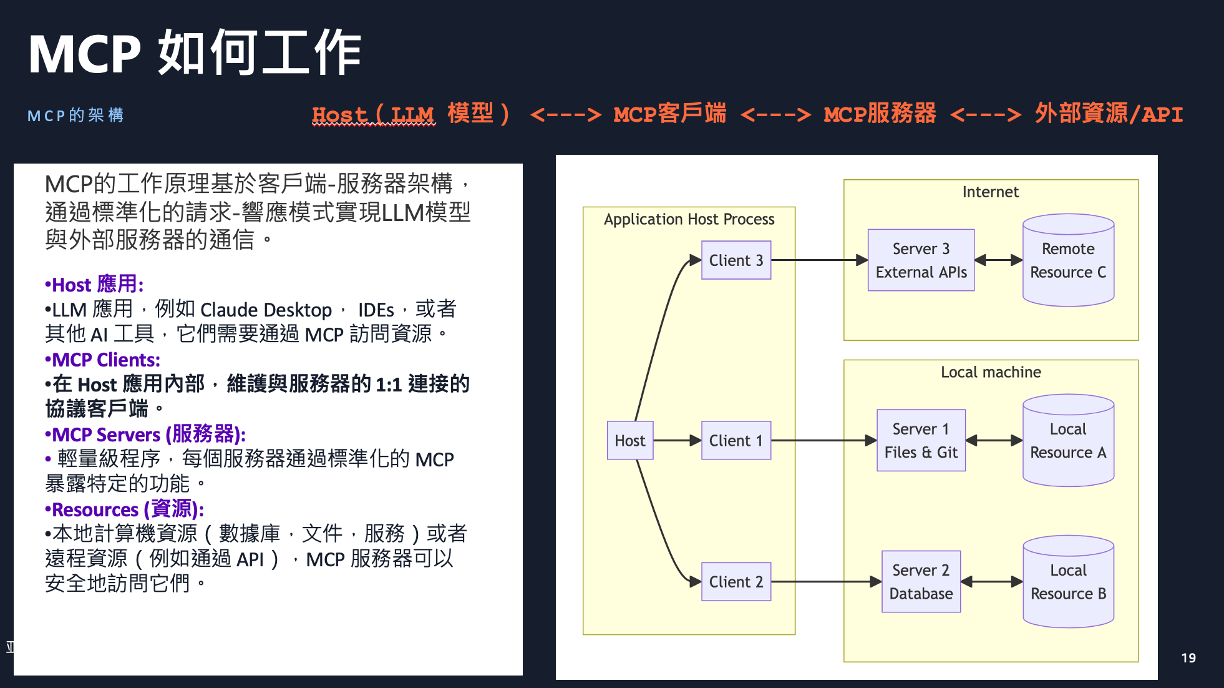 MCP 如何工作
MCP的架構
Host（LLM 模型） <---> MCP客戶端 <---> MCP服務器 <---> 外部資源/API
MCP的工作原理基於客戶端-服務器架構，
通過標準化的請求-響應模式實現LLM模型
與外部服務器的通信。
•Host 應用:
•LLM 應用，例如 Claude Desktop， IDEs，或者
其他 AI 工具，它們需要通過 MCP 訪問資源。
•MCP Clients:
•在 Host 應用內部，維護與服務器的 1:1 連接的
協議客戶端。
•MCP Servers (服務器):
• 輕量級程序，每個服務器通過標準化的 MCP
暴露特定的功能。
•Resources (資源):
•本地計算機資源（數據庫，文件，服務）或者
遠程資源（例如通過 API），MCP 服務器可以
安全地訪問它們。
Application Host Process
Host
Client 3
Client 1
Client 2
Internet
Server 3
External APIs
Remote
Resource C
Local machine
Server 1
Files & Git
Local
Resource A
Server 2
Database
Local
Resource B
19